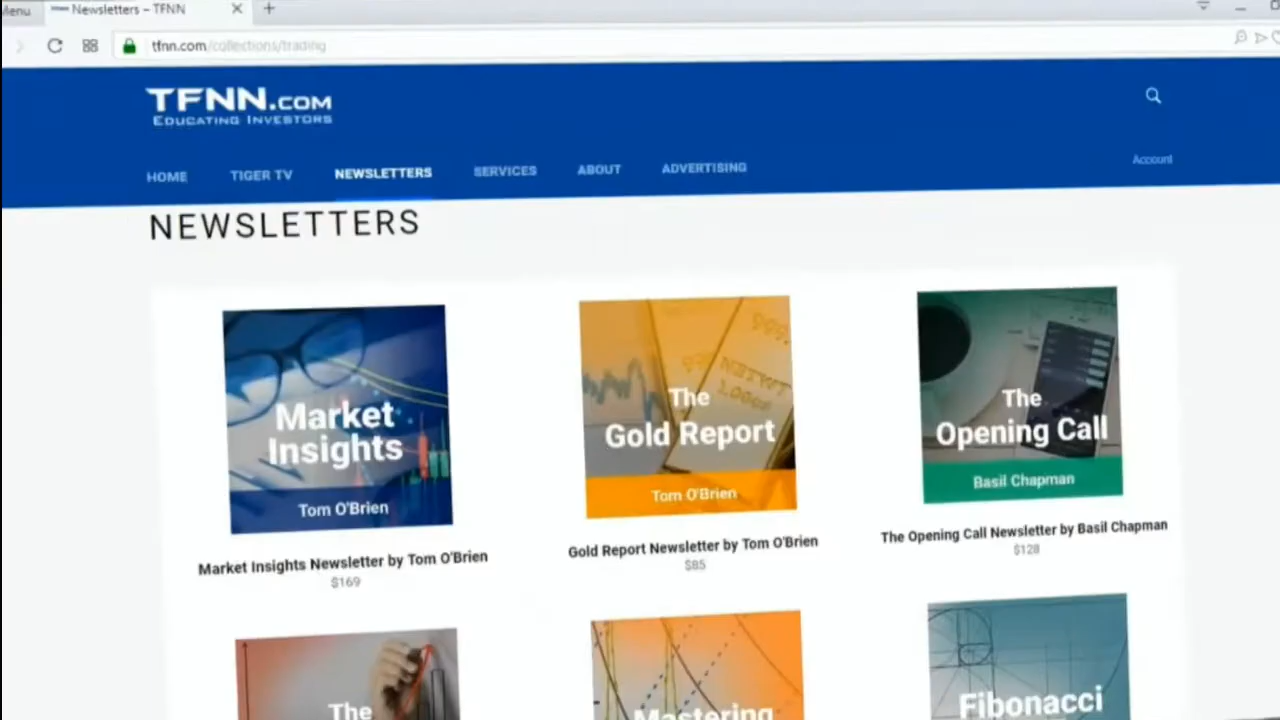 Menu
Newsletters – TFNN
tfnn.com/collections/trading
TFNN.COM
EDUCATING INVESTORS
Account
HOME TIGER TV NEWSLETTERS SERVICES ABOUT ADVERTISING
NEWSLETTERS
Market
Insights
Tom O'Brien
Market Insights Newsletter by Tom O'Brien
$169
The
Gold Report
Tom O'Brien
Gold Report Newsletter by Tom O'Brien
$85
The
Opening Call
Basil Chapman
The Opening Call Newsletter by Basil Chapman
$128
The
Mastering
Fibonacci